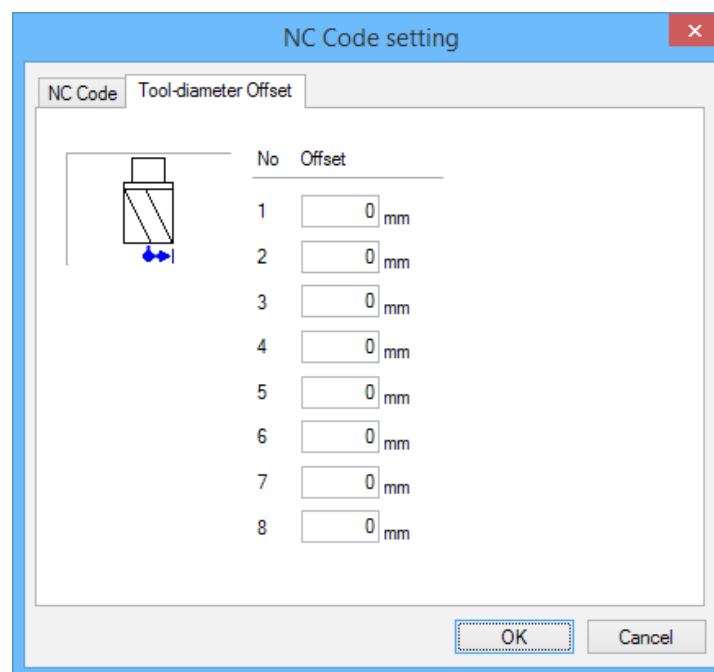 NC Code setting
NC Code Tool-diameter Offset
No Offset
1 0 mm
2 0 mm
3 0 mm
4 0 mm
5 0 mm
6 0 mm
7 0 mm
8 0 mm
OK Cancel